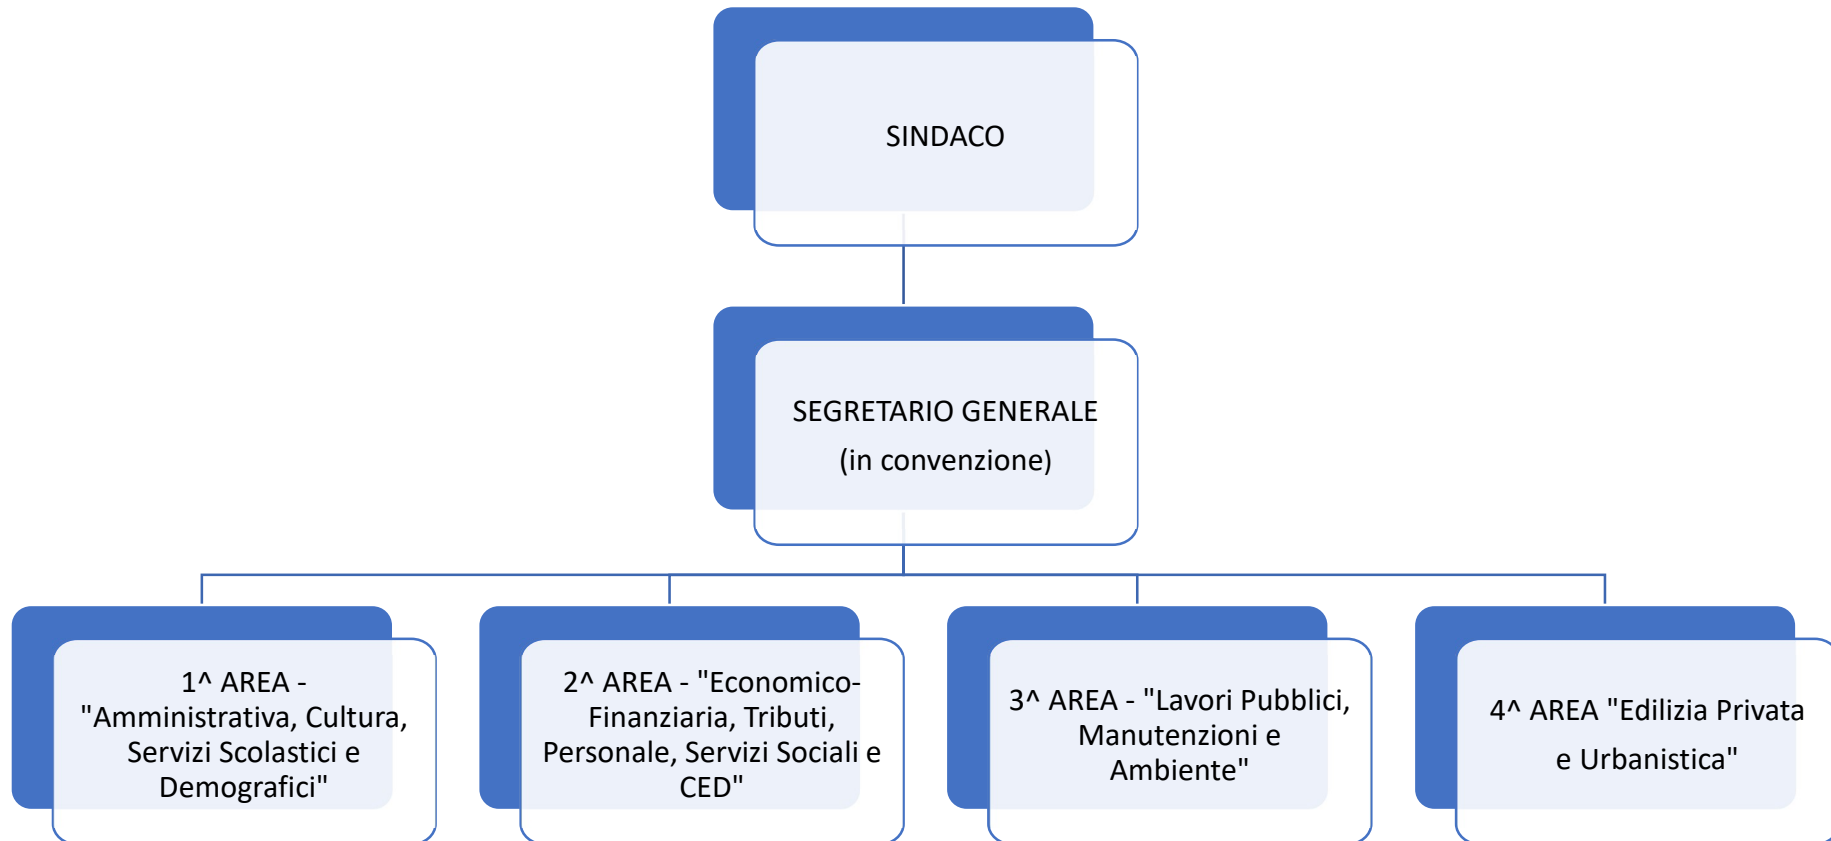 SINDACO
SEGRETARIO GENERALE
(in convenzione)
1^ AREA -
"Amministrativa, Cultura,
Servizi Scolastici e
Demografici"
2^ AREA - "Economico-
Finanziaria, Tributi,
Personale, Servizi Sociali e
CED"
3^ AREA - "Lavori Pubblici,
Manutenzioni e
Ambiente"
4^ AREA "Edilizia Privata
e Urbanistica"